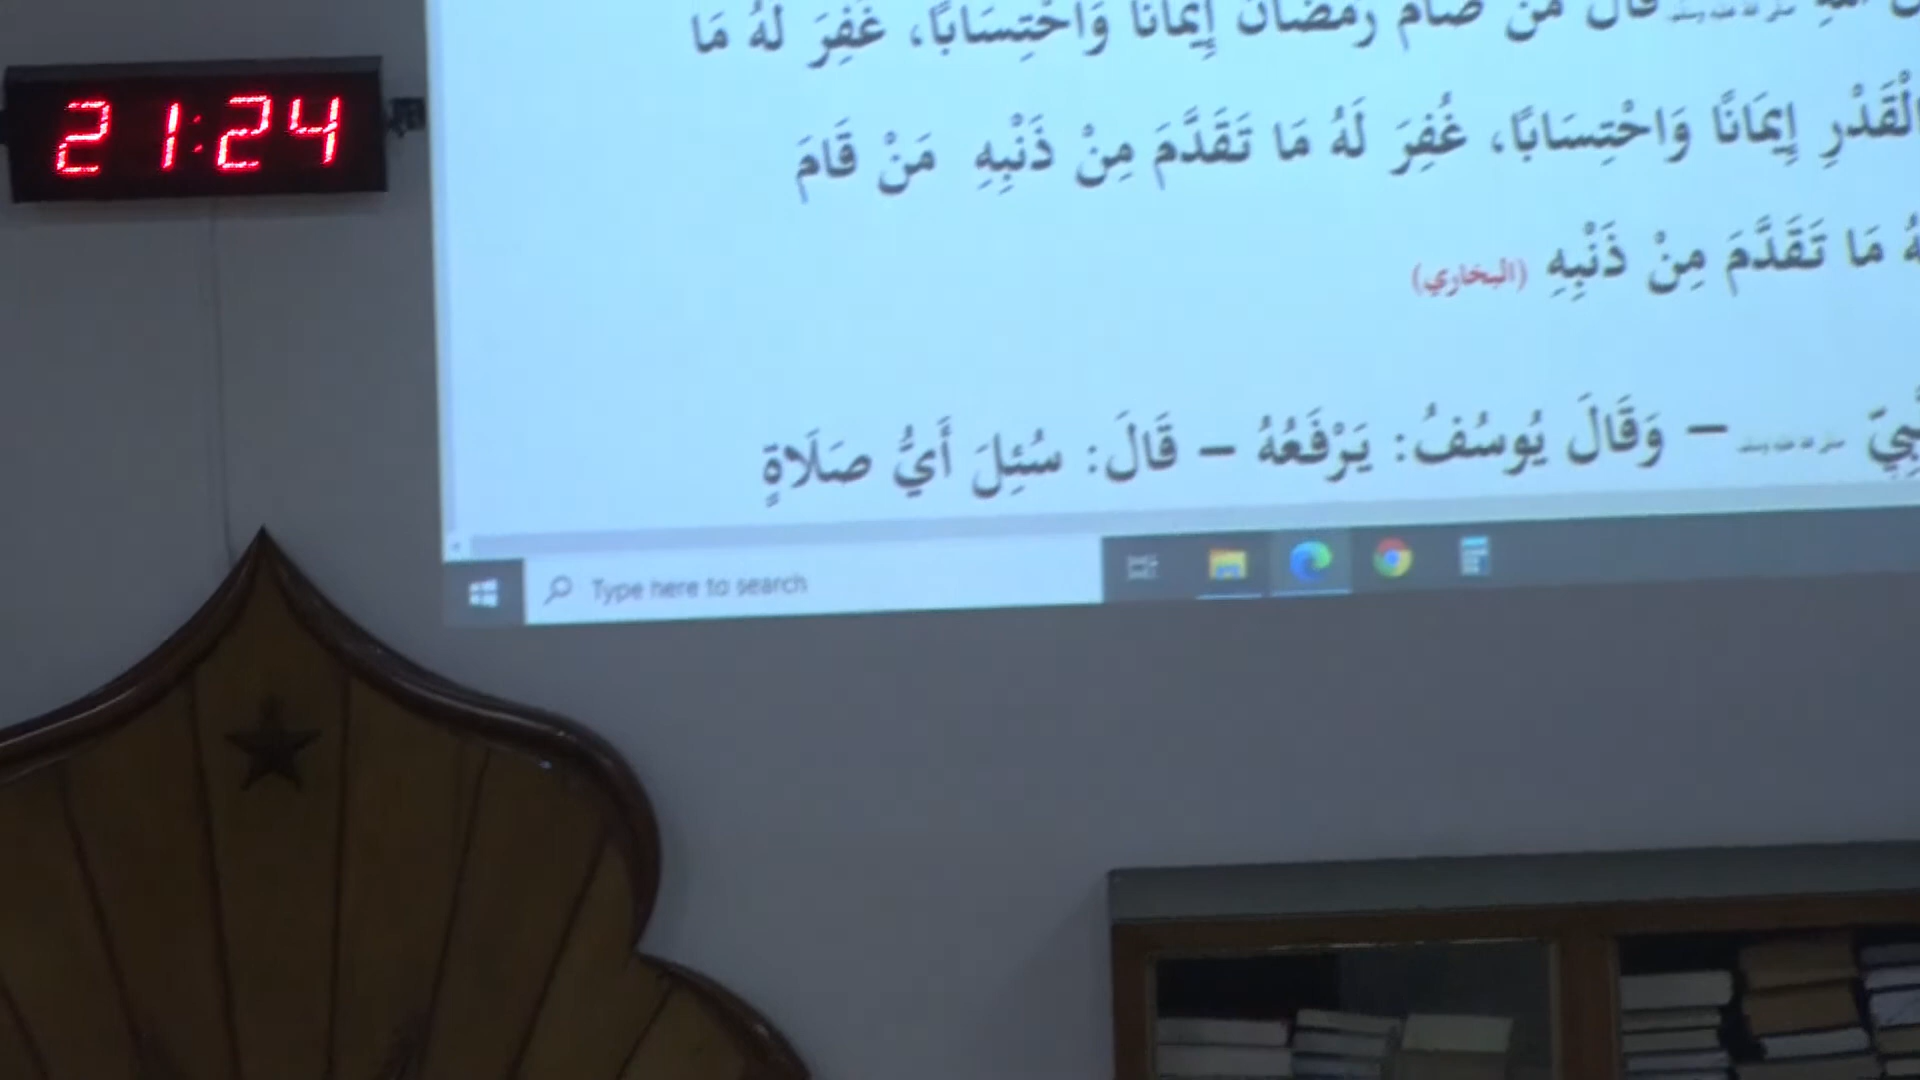 21:24
قَالَ مَنْ صَامَ رَمَضَانَ إِيمَانًا وَاحْتِسَابًا، غُفِرَ لَهُ مَا
الْقَدْرِ إِيمَانًا وَاحْتِسَابًا، غُفِرَ لَهُ مَا تَقَدَّمَ مِنْ ذَنْبِهِ مَنْ قَامَ
مَا تَقَدَّمَ مِنْ ذَنْبِهِ (البخاري)
– وَقَالَ يُوسُفُ: يَرْفَعُهُ – قَالَ: سُئِلَ أَيُّ صَلَاةٍ
Type here to search